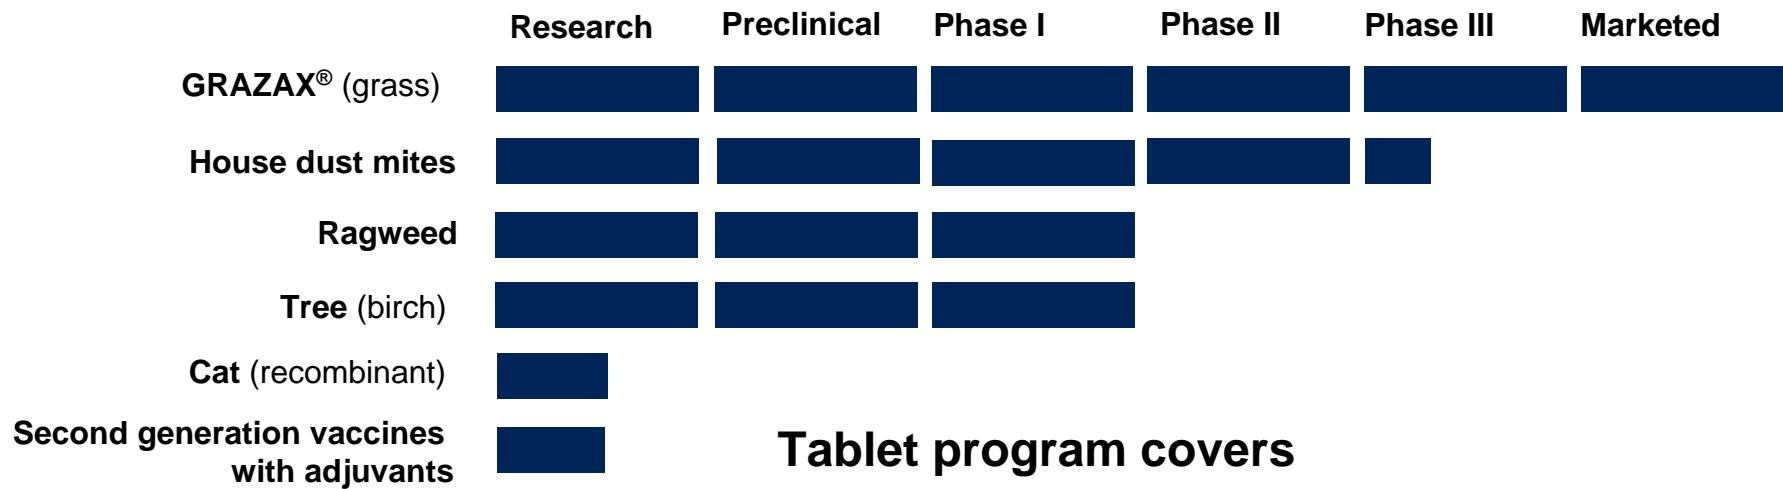 Research Preclinical Phase I Phase II Phase III Marketed
GRAZAX® (grass)
House dust mites
Ragweed
Tree (birch)
Cat (recombinant)
Second generation vaccines
with adjuvants
Tablet program covers